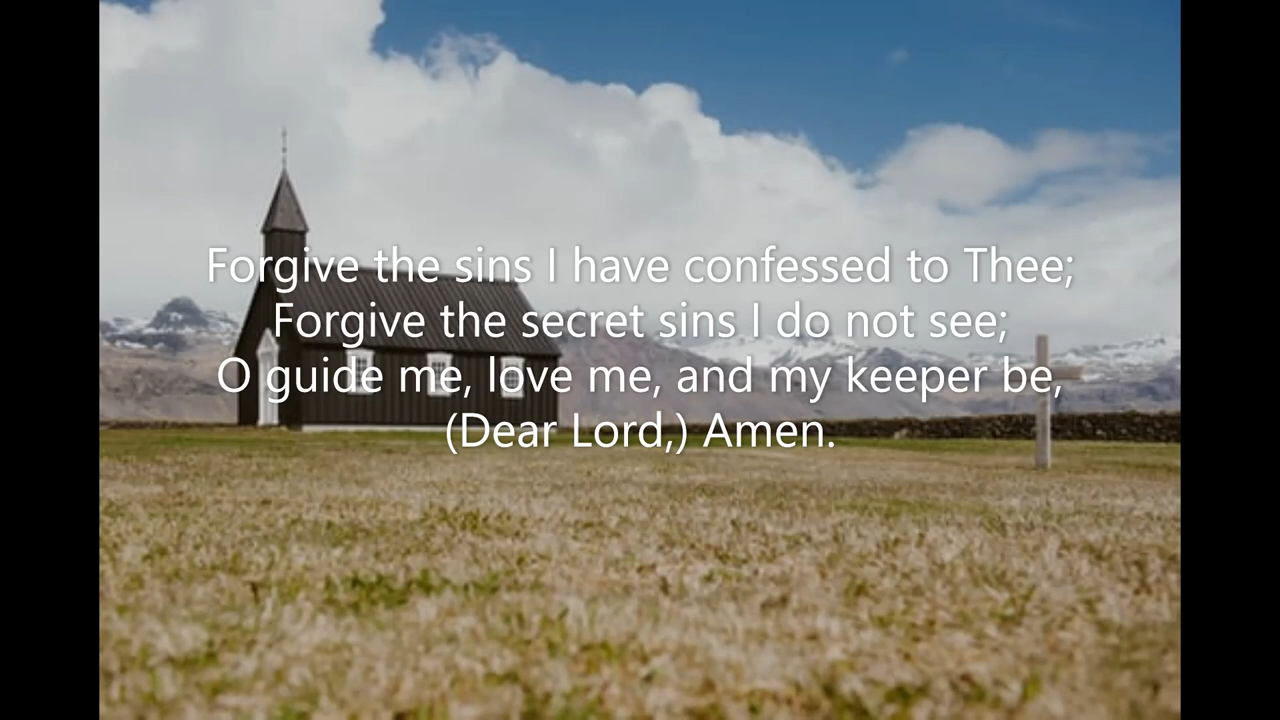 Forgive the sins I have confessed to Thee;
Forgive the secret sins I do not see;
O guide me, love me, and my keeper be,
(Dear Lord,) Amen.